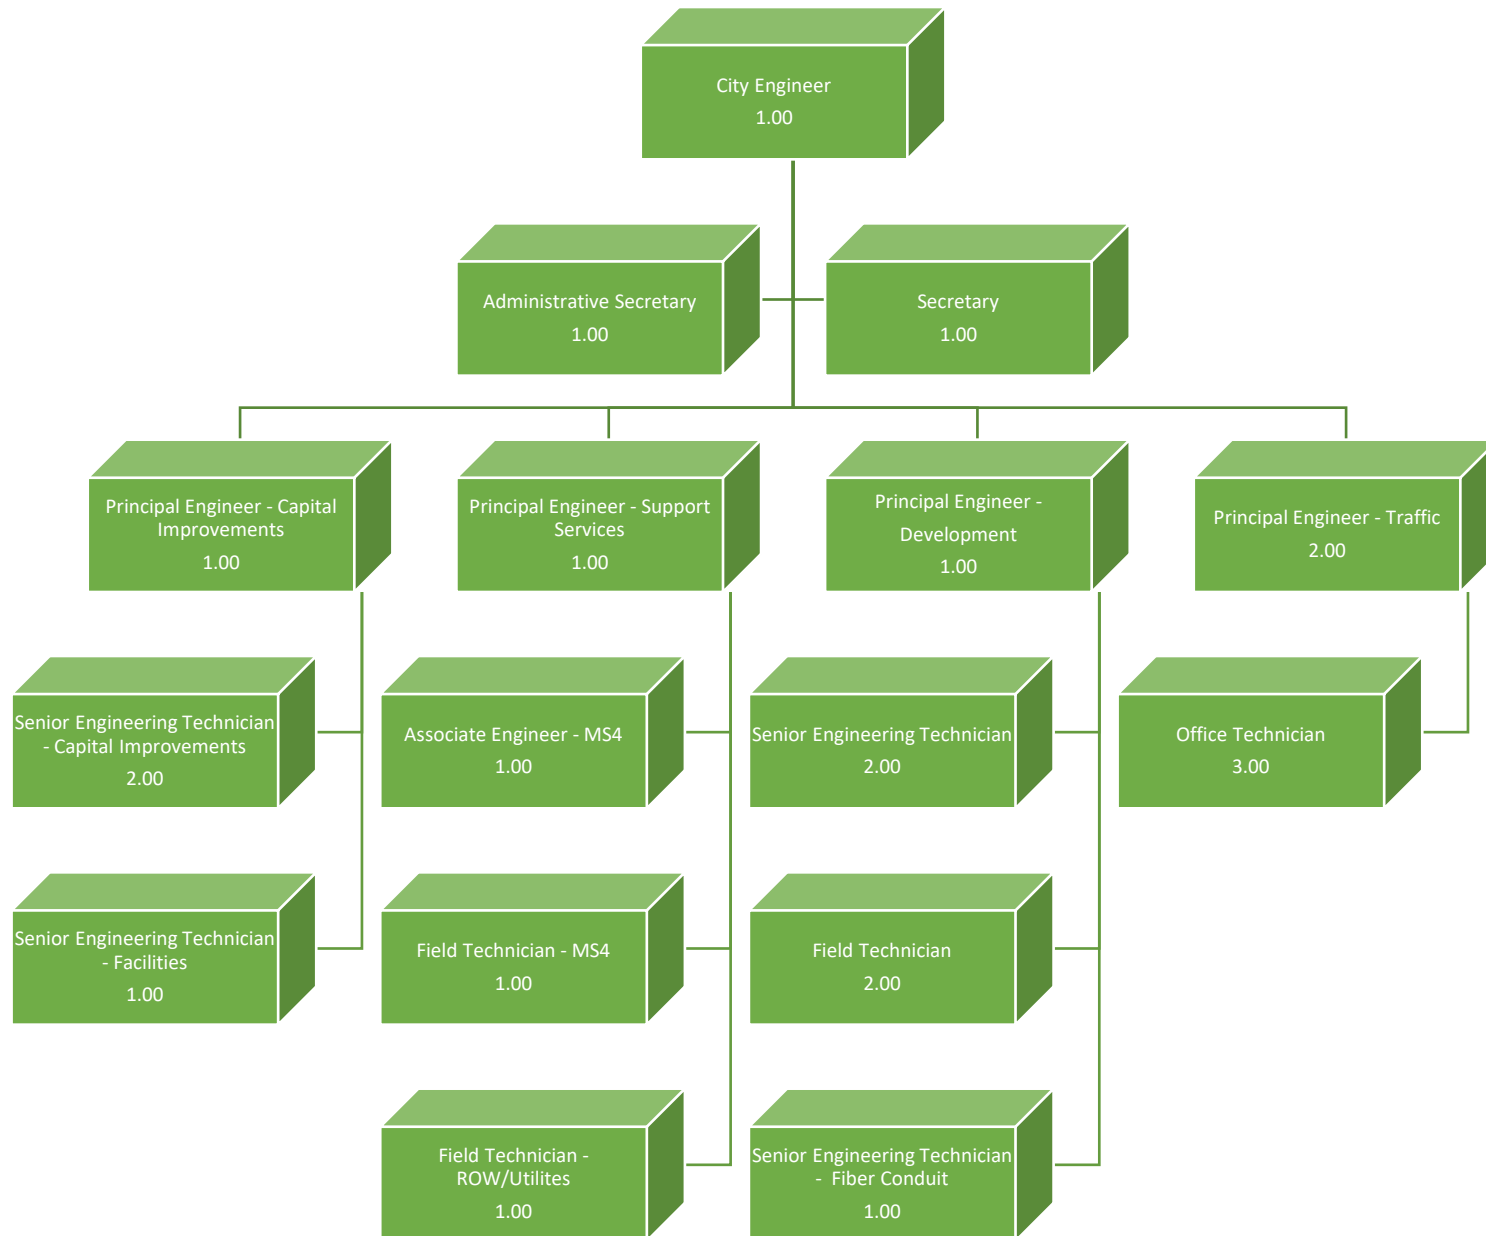 City Engineer
1.00
Administrative Secretary
1.00
Secretary
1.00
Principal Engineer - Capital
Improvements
1.00
Principal Engineer - Support
Services
1.00
Principal Engineer -
Development
1.00
Principal Engineer - Traffic
2.00
Senior Engineering Technician
- Capital Improvements
2.00
Associate Engineer - MS4
1.00
Senior Engineering Technician
2.00
Office Technician
3.00
Senior Engineering Technician
- Facilities
1.00
Field Technician - MS4
1.00
Field Technician
2.00
Field Technician -
ROW/Utilites
1.00
Senior Engineering Technician
- Fiber Conduit
1.00